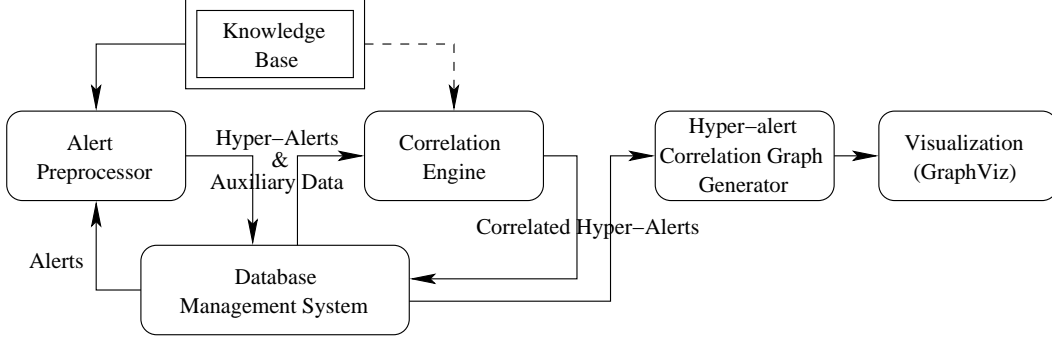 Knowledge
Base
Alert
Preprocessor
Hyper−Alerts
&
Auxiliary Data
Correlation
Engine
Hyper−alert
Correlation Graph
Generator
Visualization
(GraphViz)
Correlated Hyper−Alerts
Alerts
Database
Management System